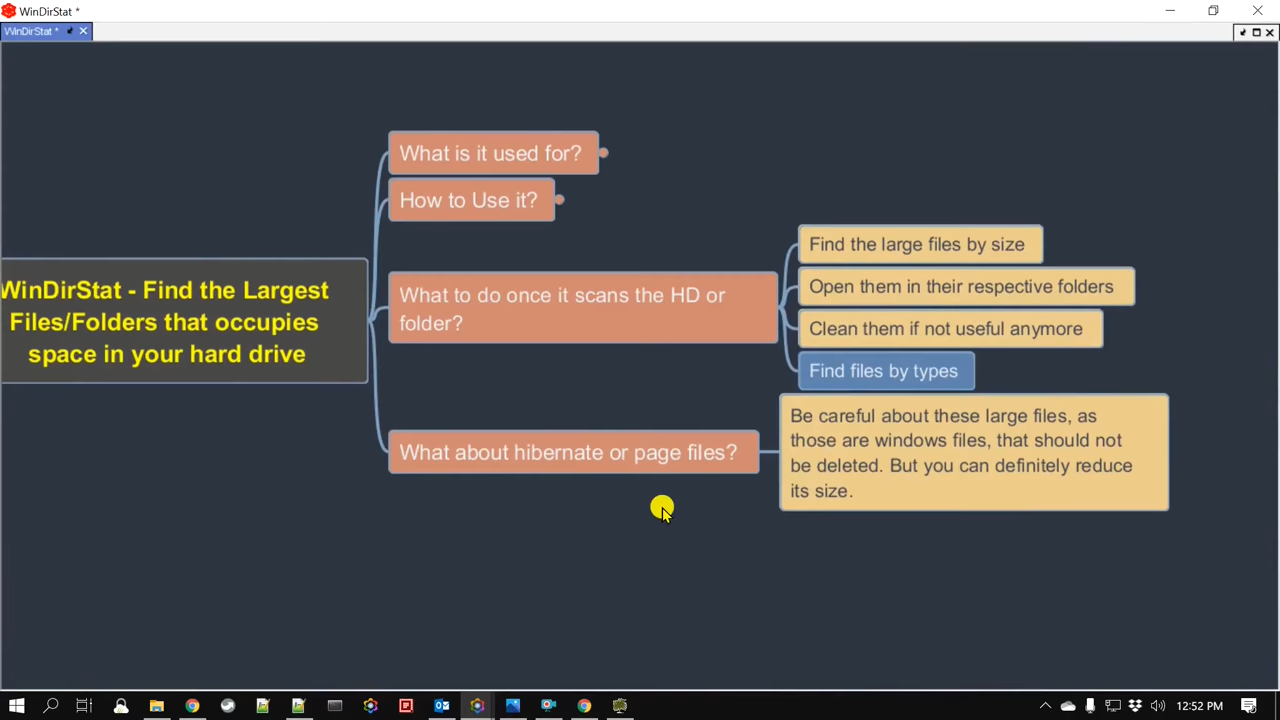 WinDirStat *
WinDirStat *
What is it used for?
How to Use it?
WinDirStat - Find the Largest
Files/Folders that occupies
space in your hard drive
What to do once it scans the HD or
folder?
Find the large files by size
Open them in their respective folders
Clean them if not useful anymore
Find files by types
What about hibernate or page files?
Be careful about these large files, as
those are windows files, that should not
be deleted. But you can definitely reduce
its size.
12:52 PM